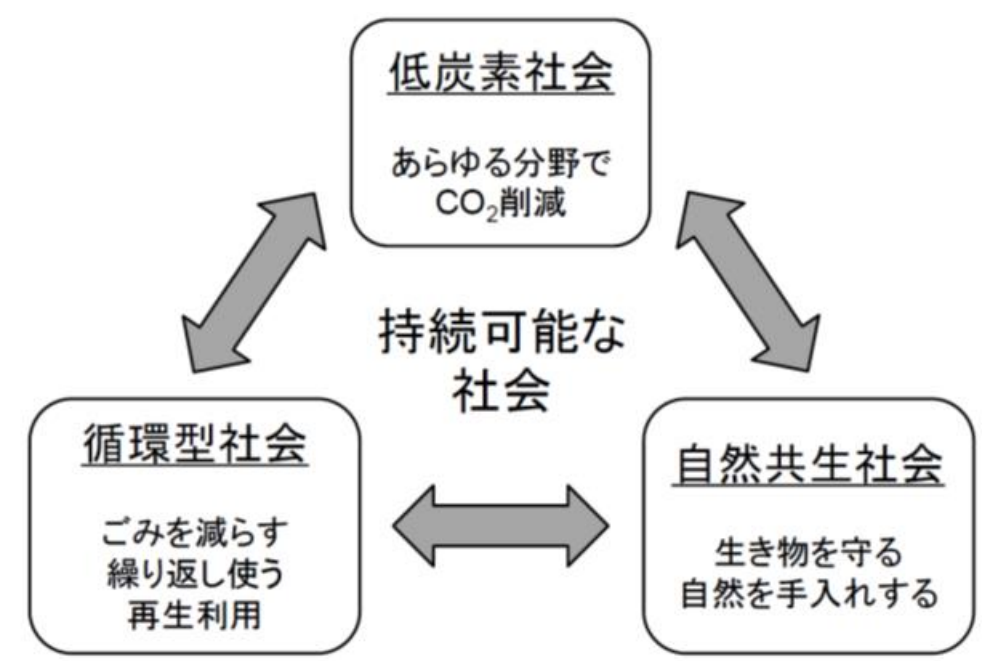 低炭素社会
あらゆる分野で
CO₂削減
持続可能な
社会
循環型社会
ごみを減らす
繰り返し使う
再生利用
自然共生社会
生き物を守る
自然を手入れする